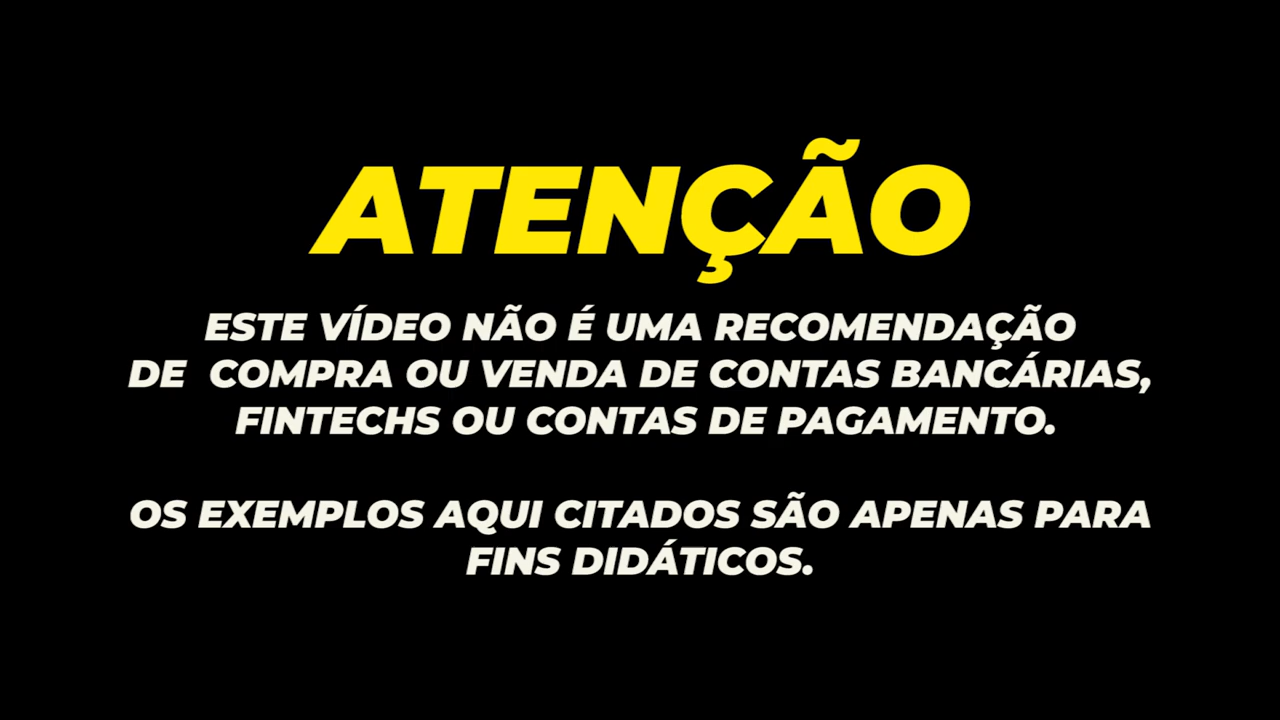 ATENÇÃO
ESTE VÍDEO NÃO É UMA RECOMENDAÇÃO
DE COMPRA OU VENDA DE CONTAS BANCÁRIAS,
FINTECHS OU CONTAS DE PAGAMENTO.
OS EXEMPLOS AQUI CITADOS SÃO APENAS PARA
FINS DIDÁTICOS.